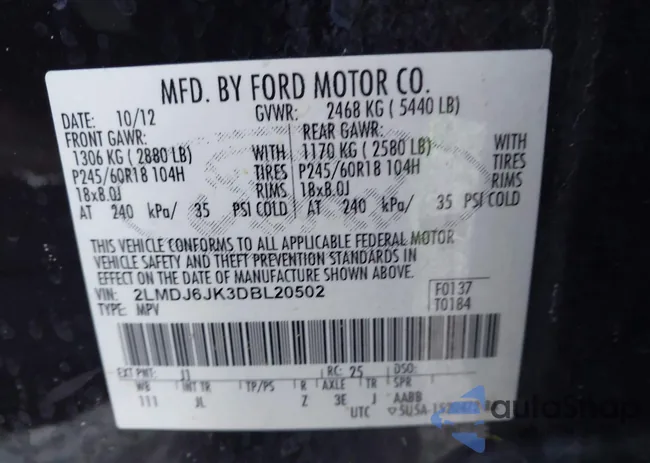 MFD. BY FORD MOTOR CO.
DATE: 10/12 GVWR: 2468 KG ( 5440 LB)
FRONT GAWR: REAR GAWR:
1306 KG ( 2880 LB) WITH 1170 KG ( 2580 LB) WITH
P245/60R18 104H TIRES P245/60R18 104H TIRES
18x8.0J RIMS 18x8.0J RIMS
AT 240 kPa/ 35 PSI COLD AT 240 kPa/ 35 PSI COLD
THIS VEHICLE CONFORMS TO ALL APPLICABLE FEDERAL MOTOR
VEHICLE SAFETY AND THEFT PREVENTION STANDARDS IN
EFFECT ON THE DATE OF MANUFACTURE SHOWN ABOVE.
VIN: 2LMDJ6JK3DBL20502 F0137
TYPE: MPV T0184
EXT PNT: J1 RC: 25 DSO:
WB INT TR TP/PS R AXLE TR SPR
111 JL Z 3E J AABB
UTC
autoSnap